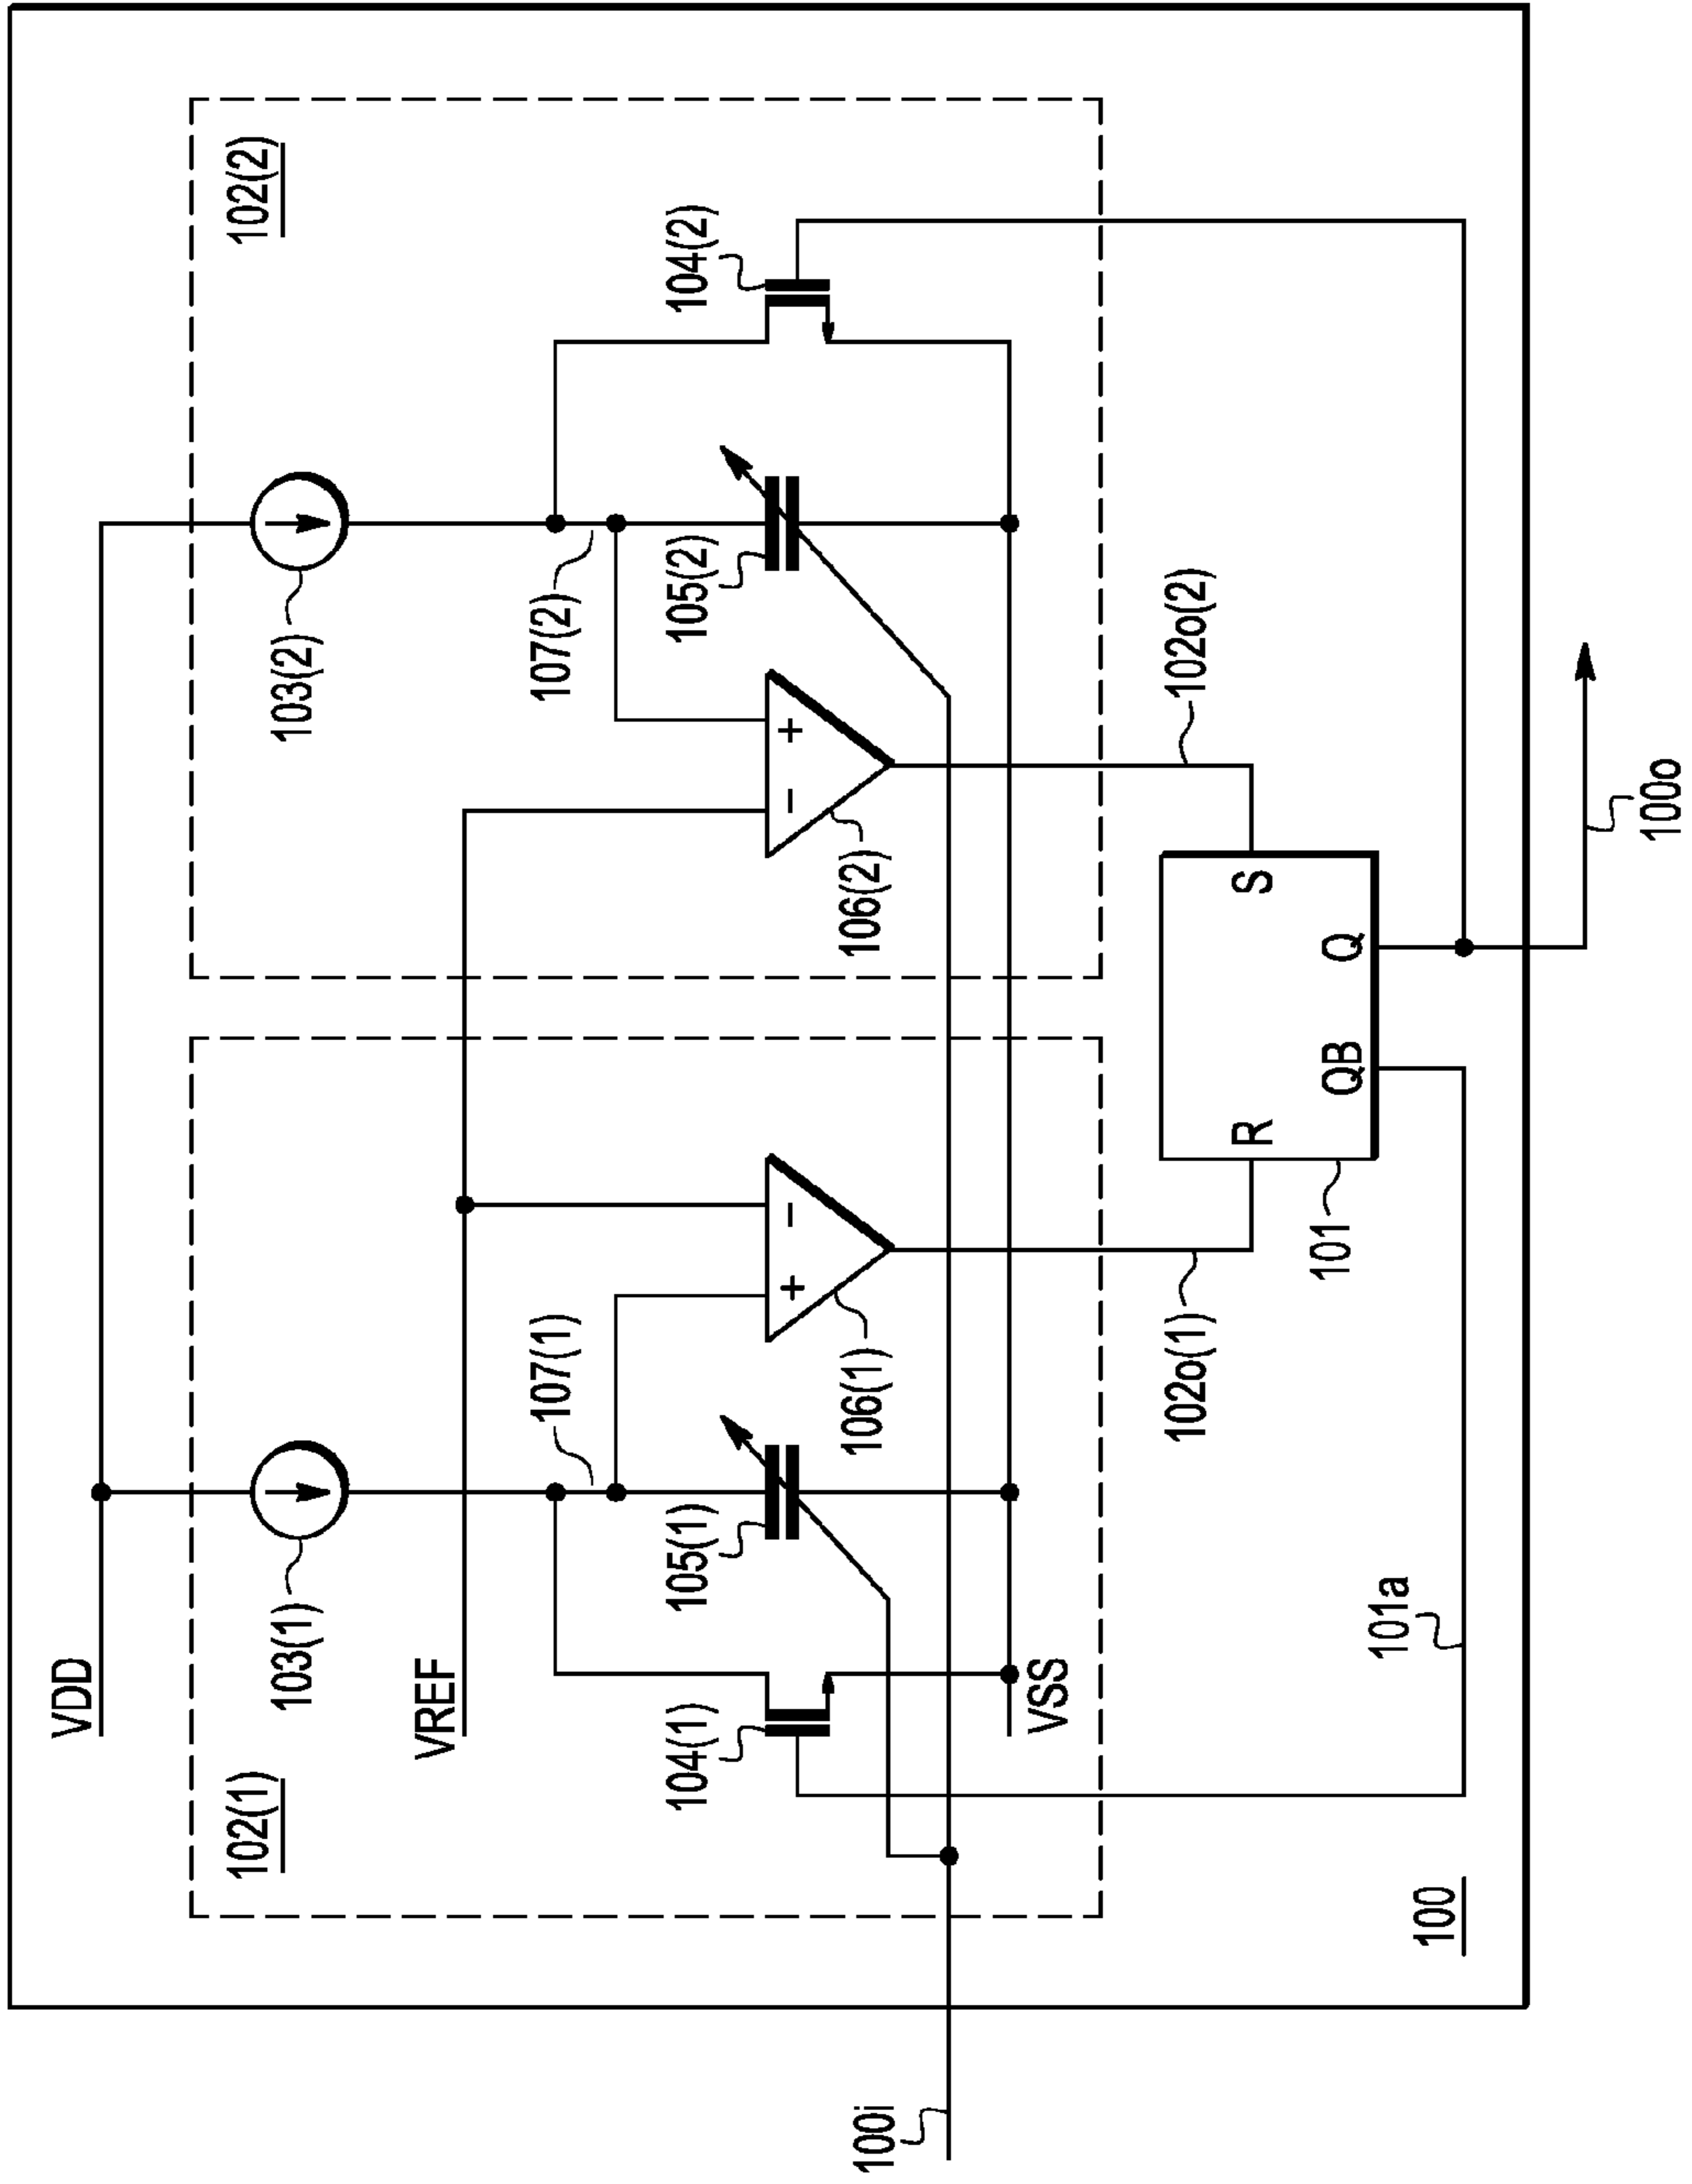 VDD
103(1)
103(2)
102(1)
102(2)
VREF
107(1)
107(2)
104(1)
105(1)
105(2)
104(2)
+
−
−
+
106(1)
106(2)
100i
VSS
102o(1)
102o(2)
R
S
101
QB
Q
101a
100
100o